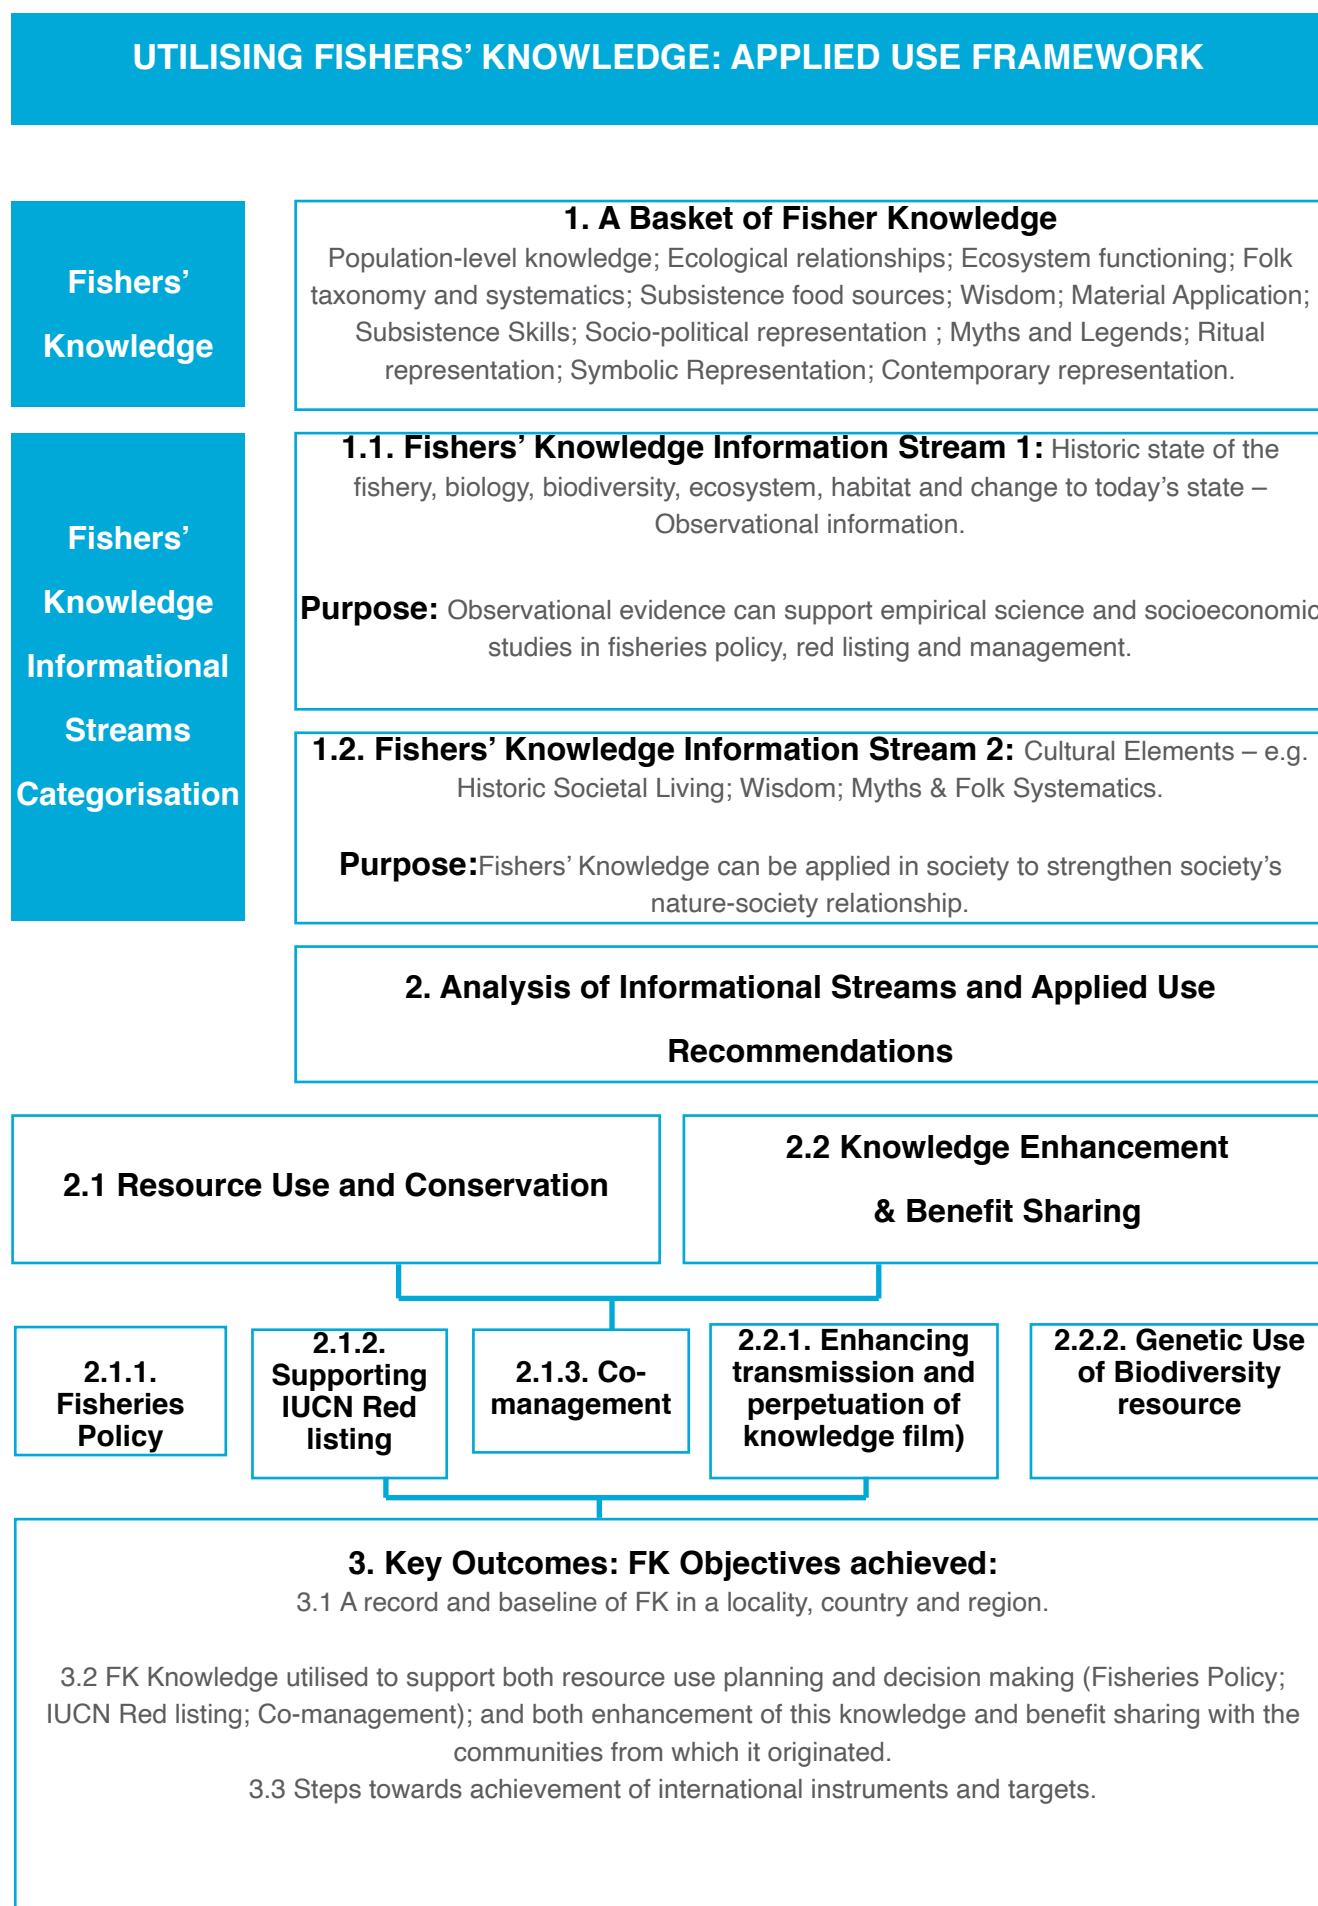 UTILISING FISHERS’ KNOWLEDGE: APPLIED USE FRAMEWORK
Fishers’
Knowledge
1. A Basket of Fisher Knowledge
Population-level knowledge; Ecological relationships; Ecosystem functioning; Folk
taxonomy and systematics; Subsistence food sources; Wisdom; Material Application;
Subsistence Skills; Socio-political representation ; Myths and Legends; Ritual
representation; Symbolic Representation; Contemporary representation.
Fishers’
Knowledge
Informational
Streams
Categorisation
1.1. Fishers’ Knowledge Information Stream 1: Historic state of the
fishery, biology, biodiversity, ecosystem, habitat and change to today’s state –
Observational information.
Purpose: Observational evidence can support empirical science and socioeconomic
studies in fisheries policy, red listing and management.
1.2. Fishers’ Knowledge Information Stream 2: Cultural Elements – e.g.
Historic Societal Living; Wisdom; Myths & Folk Systematics.
Purpose:Fishers’ Knowledge can be applied in society to strengthen society’s
nature-society relationship.
2. Analysis of Informational Streams and Applied Use
Recommendations
2.1 Resource Use and Conservation
2.2 Knowledge Enhancement
& Benefit Sharing
2.1.1.
Fisheries
Policy
2.1.2.
Supporting
IUCN Red
listing
2.1.3. Co-
management
2.2.1. Enhancing
transmission and
perpetuation of
knowledge film)
2.2.2. Genetic Use
of Biodiversity
resource
3. Key Outcomes: FK Objectives achieved:
3.1 A record and baseline of FK in a locality, country and region.
3.2 FK Knowledge utilised to support both resource use planning and decision making (Fisheries Policy;
IUCN Red listing; Co-management); and both enhancement of this knowledge and benefit sharing with the
communities from which it originated.
3.3 Steps towards achievement of international instruments and targets.